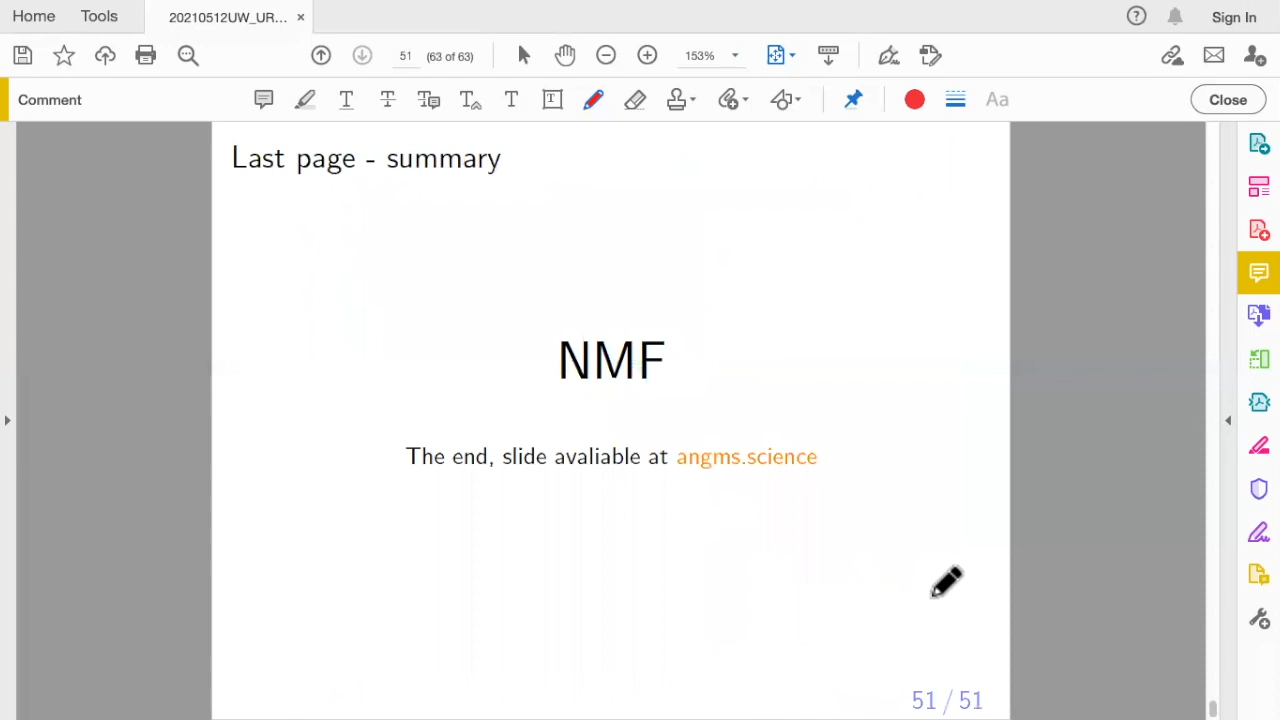 Home Tools 20210512UW_UR... × Sign In
51 (63 of 63) 153%
Comment Aa Close
Last page - summary
NMF
The end, slide avaliable at angms.science
51 / 51